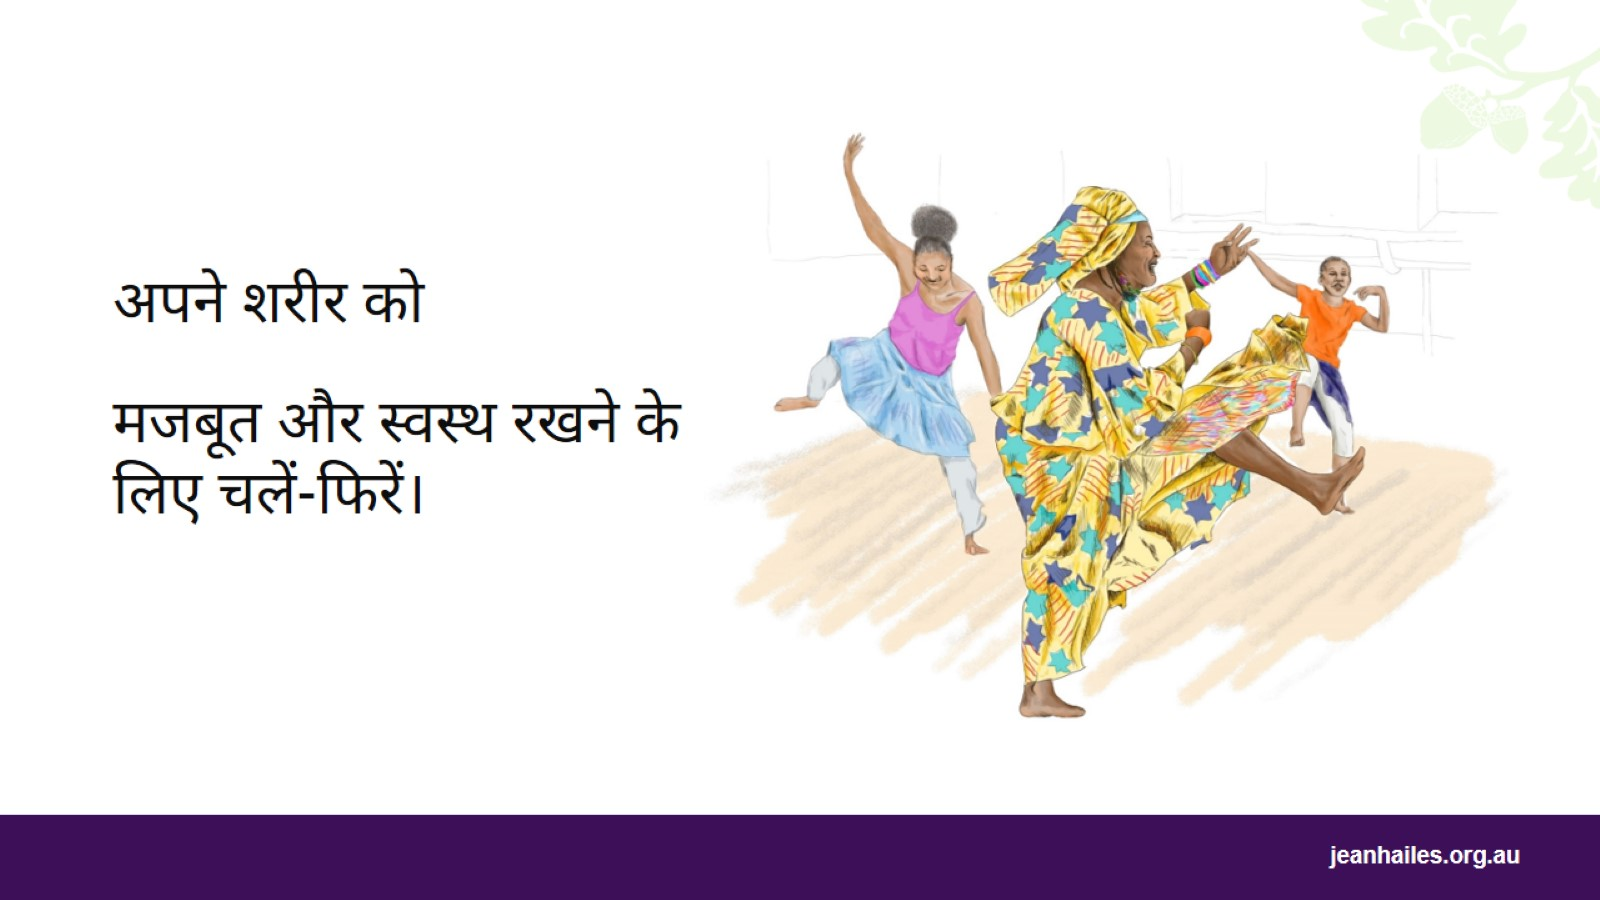 अपने शरीर को
मजबूत और स्वस्थ रखने के
लिए चलें-फिरें।
jeanhailes.org.au